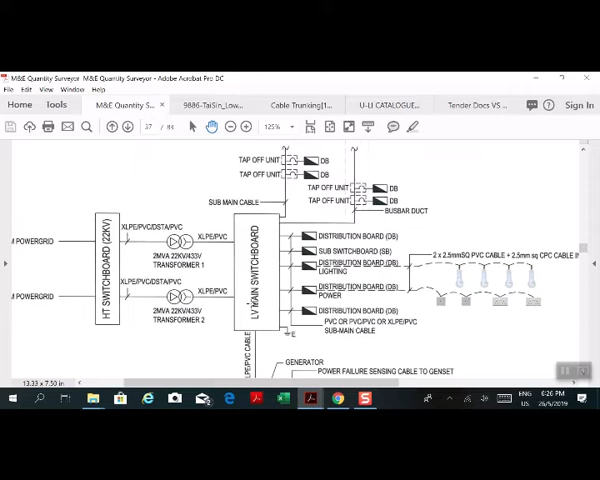 M&E Quantity Surveyor - Adobe Acrobat Pro DC
File Edit View Window Help
Home Tools M&E Quantity S... × 9886-TaiSin_Low... Cable Trunking[1... U-LI CATALOGUE... Tender Docs VS ... Sign In
37 / 84 125%
TAP OFF UNIT DB
TAP OFF UNIT DB
TAP OFF UNIT DB
TAP OFF UNIT DB
SUB MAIN CABLE
BUSBAR DUCT
XLPE/PVC/DSTA/PVC
XLPE/PVC
M POWERGRID
2MVA 22KV/433V
TRANSFORMER 1
HT SWITCHBOARD (22KV)
LV MAIN SWITCHBOARD
XLPE/PVC/DSTA/PVC
XLPE/PVC
M POWERGRID
2MVA 22KV/433V
TRANSFORMER 2
DISTRIBUTION BOARD (DB)
SUB SWITCHBOARD (SB)
DISTRIBUTION BOARD (DB)
LIGHTING
DISTRIBUTION BOARD (DB)
POWER
DISTRIBUTION BOARD (DB)
2 x 2.5mmSQ PVC CABLE + 2.5mm sq CPC CABLE IN
PVC OR PVC/PVC OR XLPE/PVC
SUB-MAIN CABLE
E
LPE/PVC CABLE
GENERATOR
POWER FAILURE SENSING CABLE TO GENSET
13.33 x 7.50 in
ENG
US
6:26 PM
26/5/2019